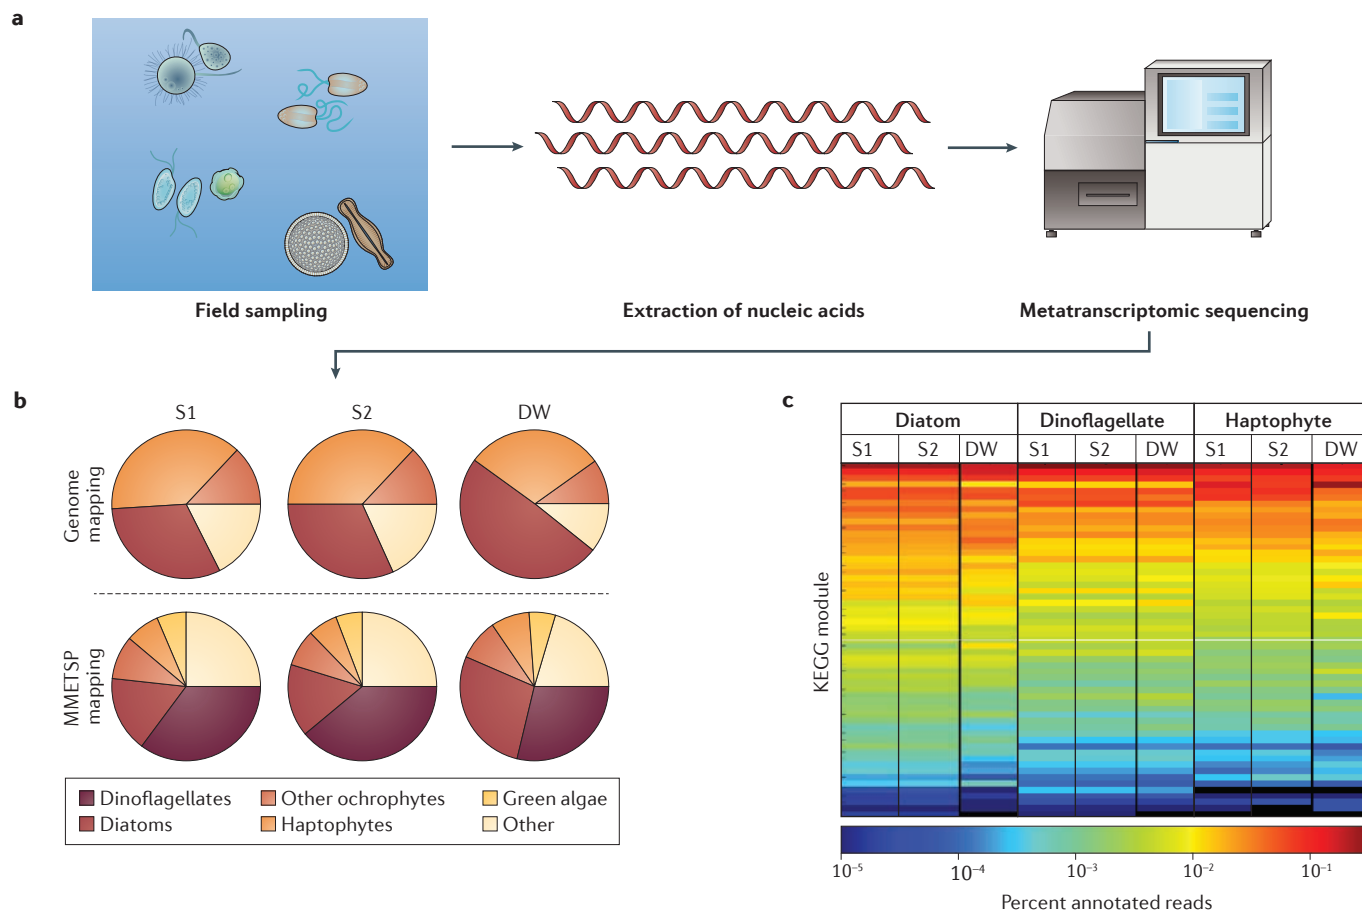 a
Field sampling
Extraction of nucleic acids
Metatranscriptomic sequencing
b
S1
S2
DW
Genome
mapping
MMETSP
mapping
Dinoflagellates
Other ochrophytes
Green algae
Diatoms
Haptophytes
Other
c
Diatom
Dinoflagellate
Haptophyte
S1
S2
DW
S1
S2
DW
S1
S2
DW
KEGG module
10⁻⁵
10⁻⁴
10⁻³
10⁻²
10⁻¹
Percent annotated reads